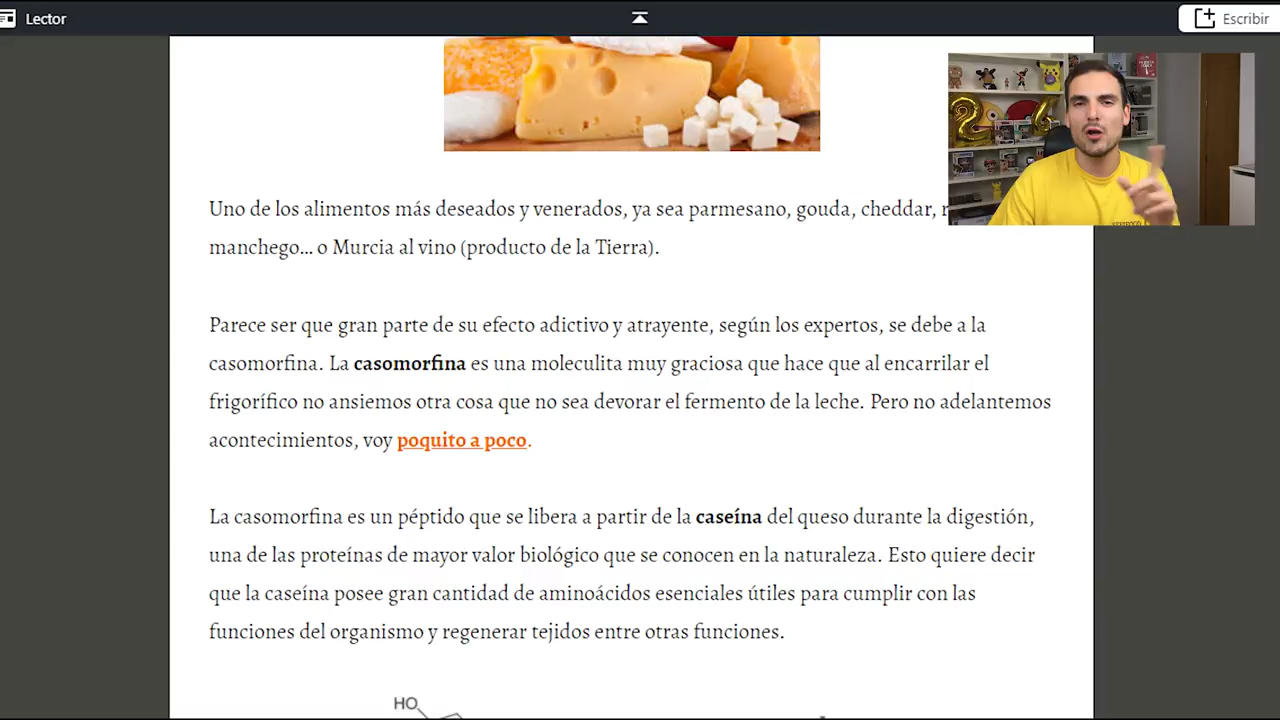 Lector
Escribir
Uno de los alimentos más deseados y venerados, ya sea parmesano, gouda, cheddar,
manchego... o Murcia al vino (producto de la Tierra).
Parece ser que gran parte de su efecto adictivo y atrayente, según los expertos, se debe a la
casomorfina. La casomorfina es una moleculita muy graciosa que hace que al encarrilar el
frigorífico no ansiemos otra cosa que no sea devorar el fermento de la leche. Pero no adelantemos
acontecimientos, voy poquito a poco.
La casomorfina es un péptido que se libera a partir de la caseína del queso durante la digestión,
una de las proteínas de mayor valor biológico que se conocen en la naturaleza. Esto quiere decir
que la caseína posee gran cantidad de aminoácidos esenciales útiles para cumplir con las
funciones del organismo y regenerar tejidos entre otras funciones.
HO